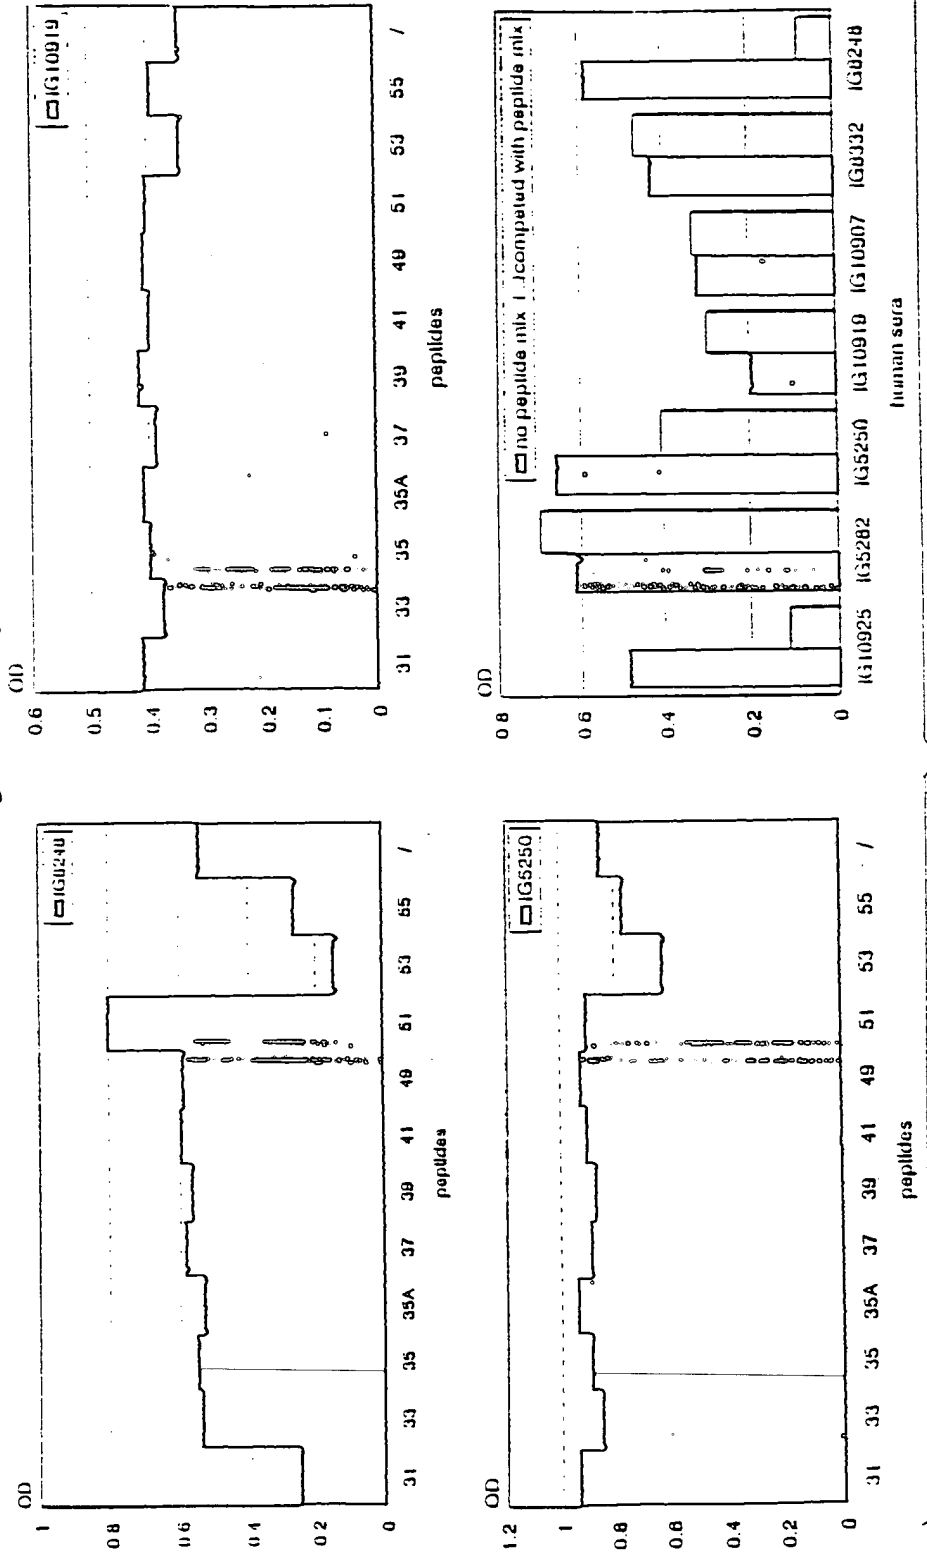 OD
1
0.8
0.6
0.4
0.2
0
IG8248
31 33 35 35A 37 39 41 49 51 53 55 /
peptides
OD
0.6
0.5
0.4
0.3
0.2
0.1
0
IG10919
31 33 35 35A 37 39 41 49 51 53 55 /
peptides
OD
1.2
1
0.8
0.6
0.4
0.2
0
IG5250
31 33 35 35A 37 39 41 49 51 53 55 /
peptides
OD
0.8
0.6
0.4
0.2
0
no peptide mix competed with peptide mix
IG10925 IG5282 IG5250 IG10919 IG10907 IG8332 IG8248
human sera